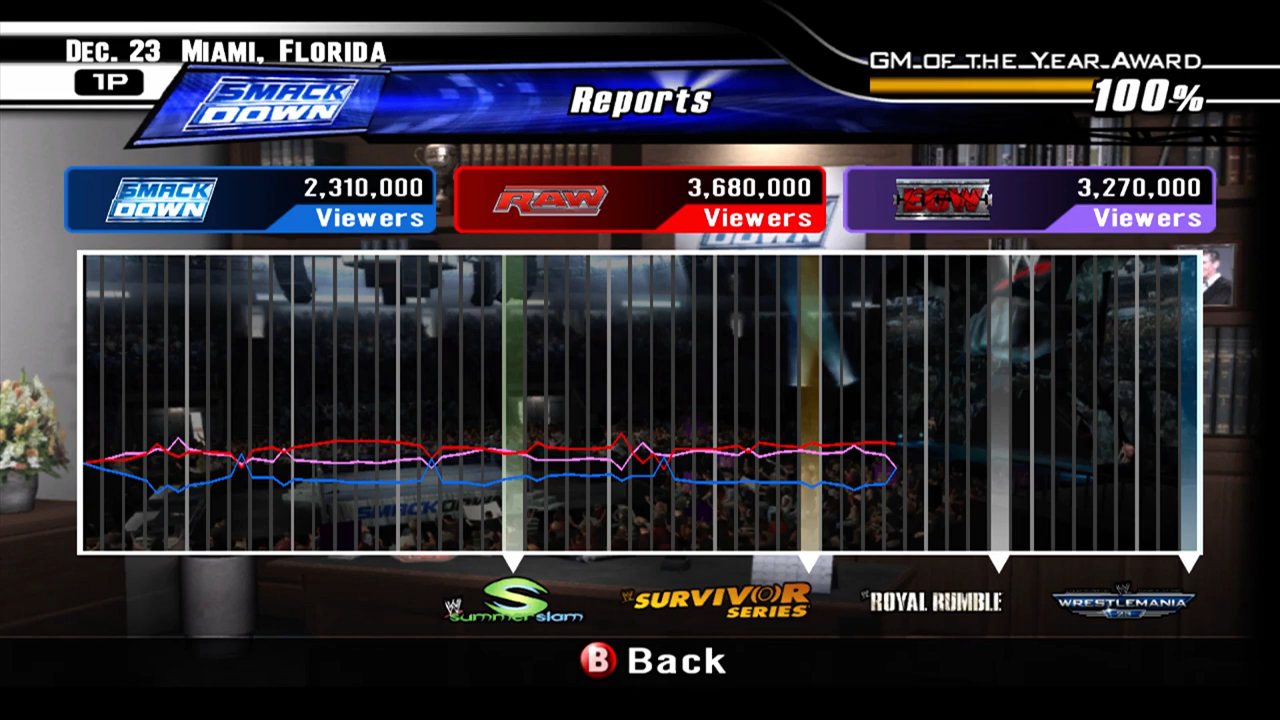 DEC. 23 MIAMI, FLORIDA
1P
SMACK
DOWN
Reports
GM OF THE YEAR AWARD
100%
SMACK
DOWN
2,310,000
Viewers
RAW
3,680,000
Viewers
ECW
3,270,000
Viewers
SMACKDOWN
summerslam
SURVIVOR
SERIES
ROYAL RUMBLE
WRESTLEMANIA
B Back